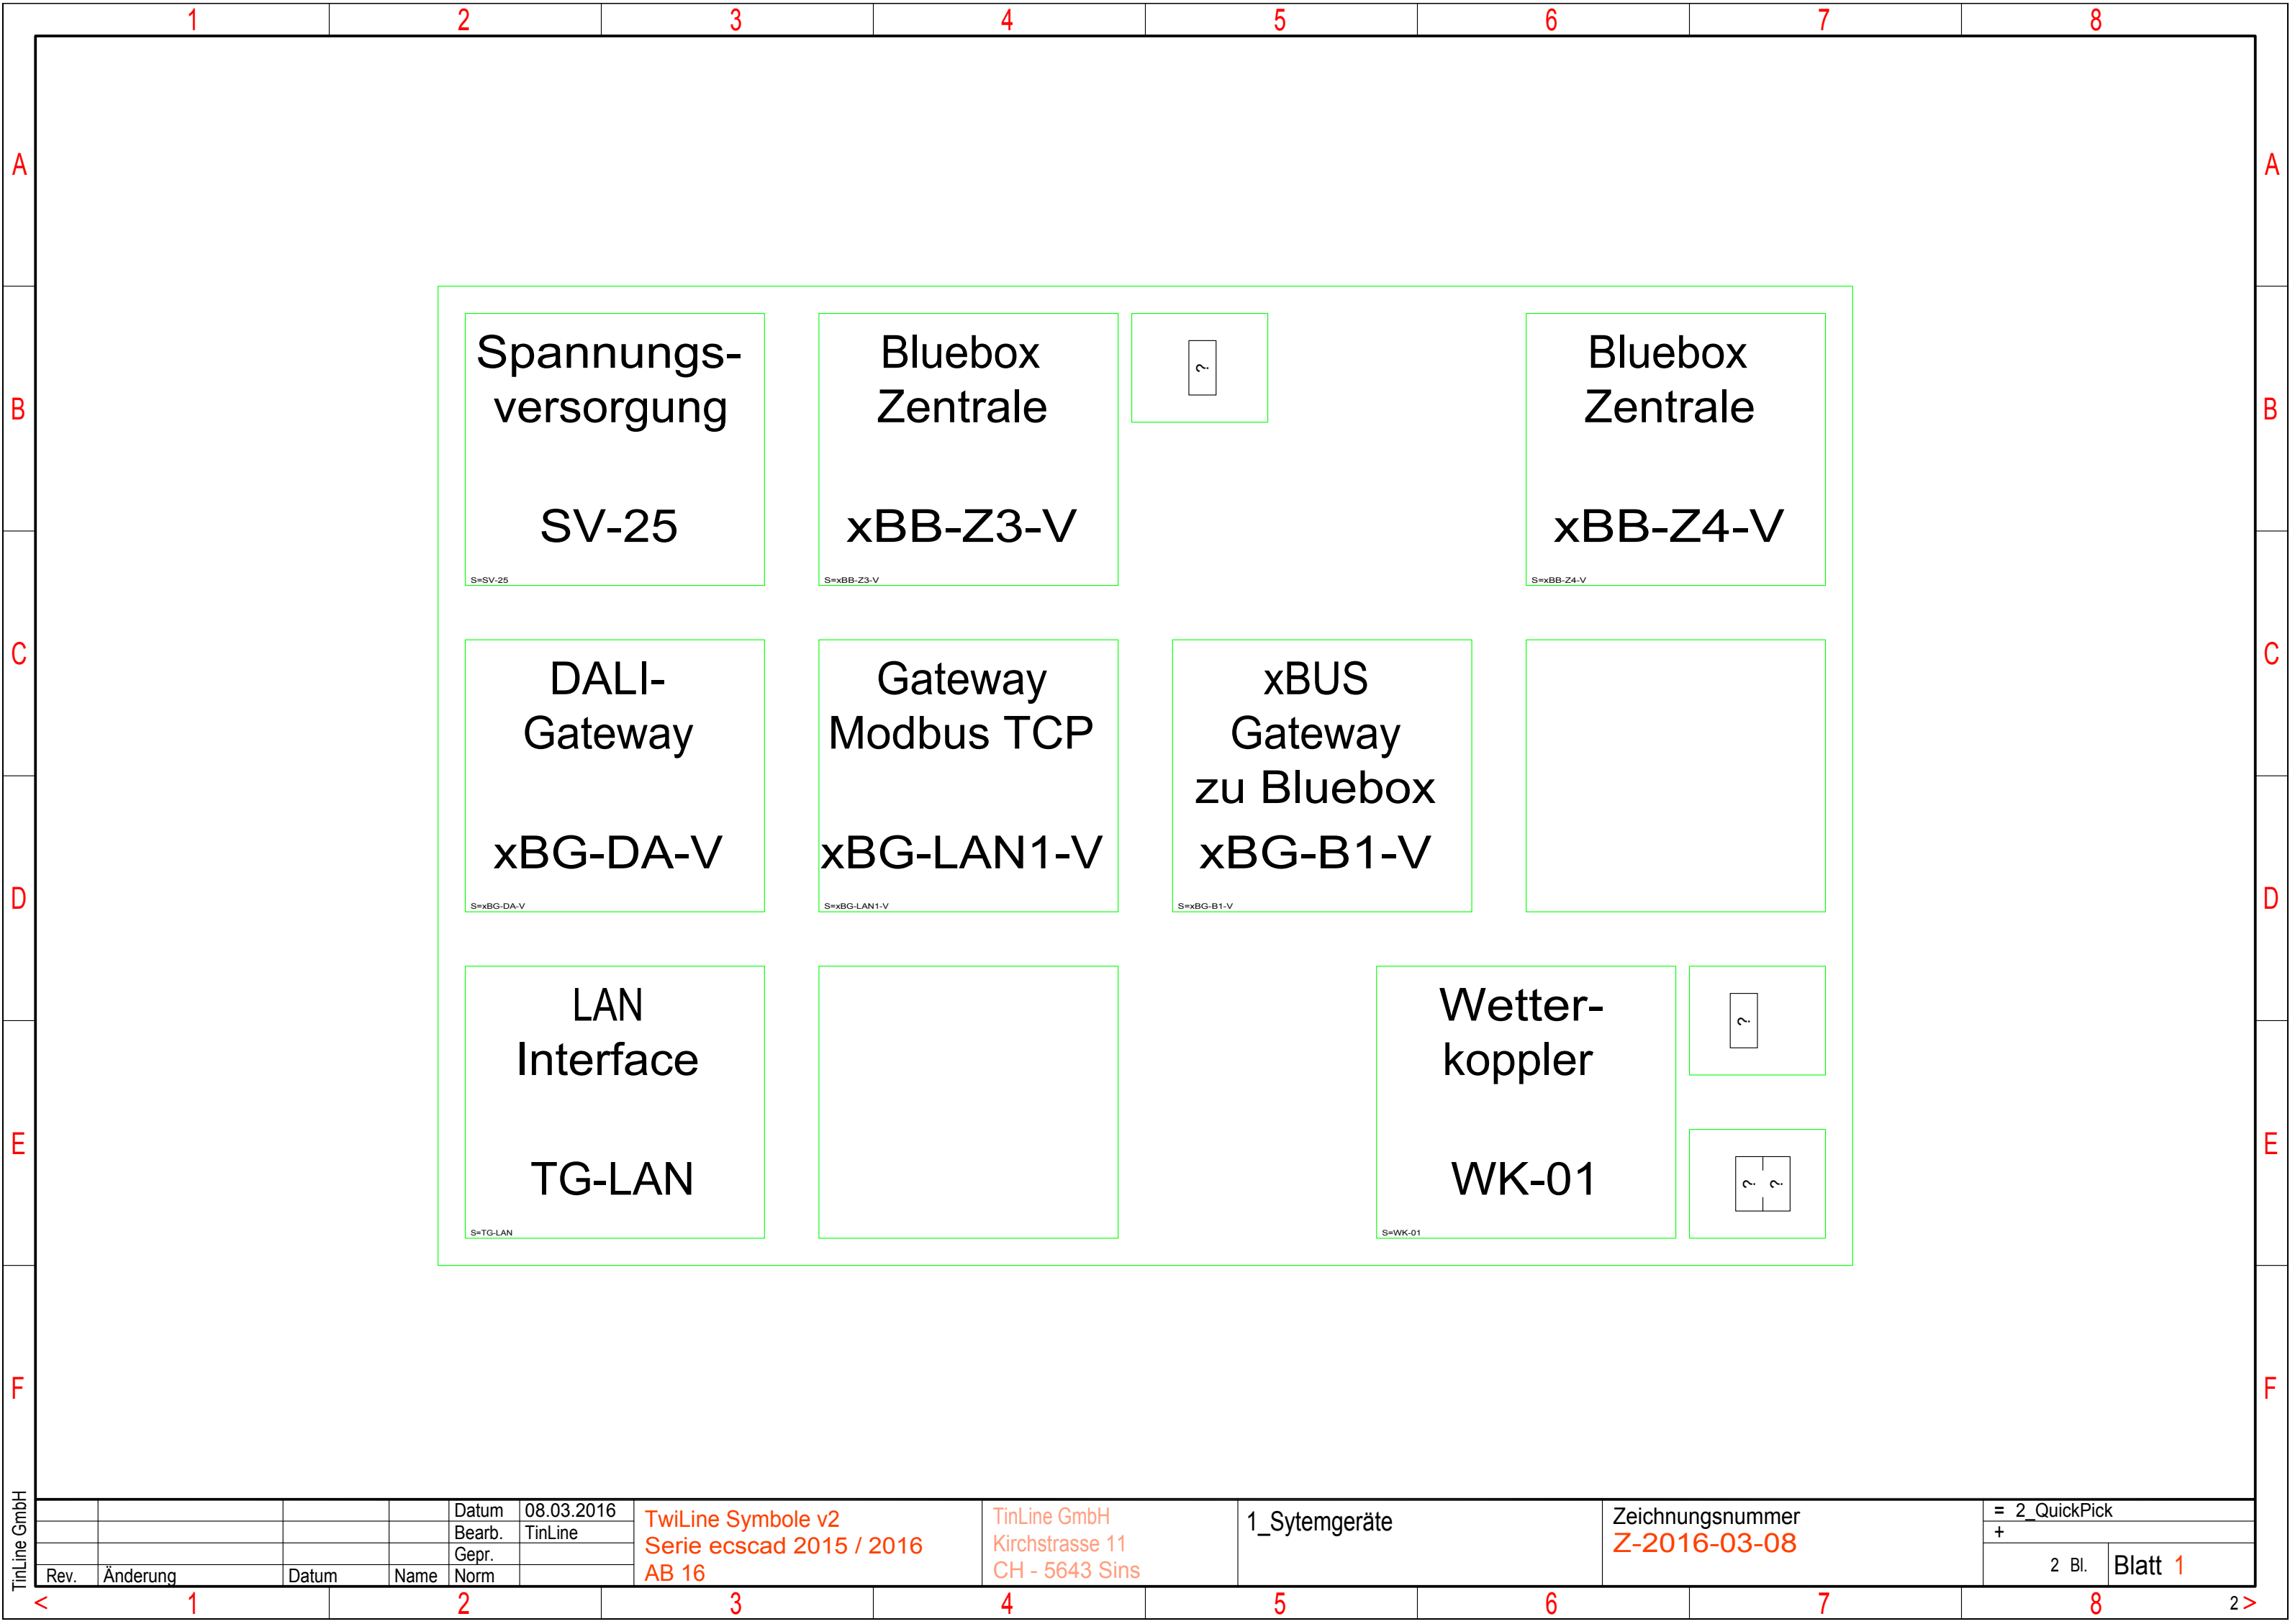 1 2 3 4 5 6 7 8
A A
B B
C C
D D
E E
F F
Spannungs-
versorgung
SV-25
S=SV-25
Bluebox
Zentrale
xBB-Z3-V
S=xBB-Z3-V
?
Bluebox
Zentrale
xBB-Z4-V
S=xBB-Z4-V
DALI-
Gateway
xBG-DA-V
S=xBG-DA-V
Gateway
Modbus TCP
xBG-LAN1-V
S=xBG-LAN1-V
xBUS
Gateway
zu Bluebox
xBG-B1-V
S=xBG-B1-V
LAN
Interface
TG-LAN
S=TG-LAN
Wetter-
koppler
WK-01
S=WK-01
?
? ?
TinLine GmbH
Rev. Änderung Datum Name
Datum 08.03.2016
Bearb. TinLine
Gepr.
Norm
TwiLine Symbole v2
Serie ecscad 2015 / 2016
AB 16
TinLine GmbH
Kirchstrasse 11
CH - 5643 Sins
1_Sytemgeräte
Zeichnungsnummer
Z-2016-03-08
= 2_QuickPick
+
2 Bl. Blatt 1
< 1 2 3 4 5 6 7 8 2 >